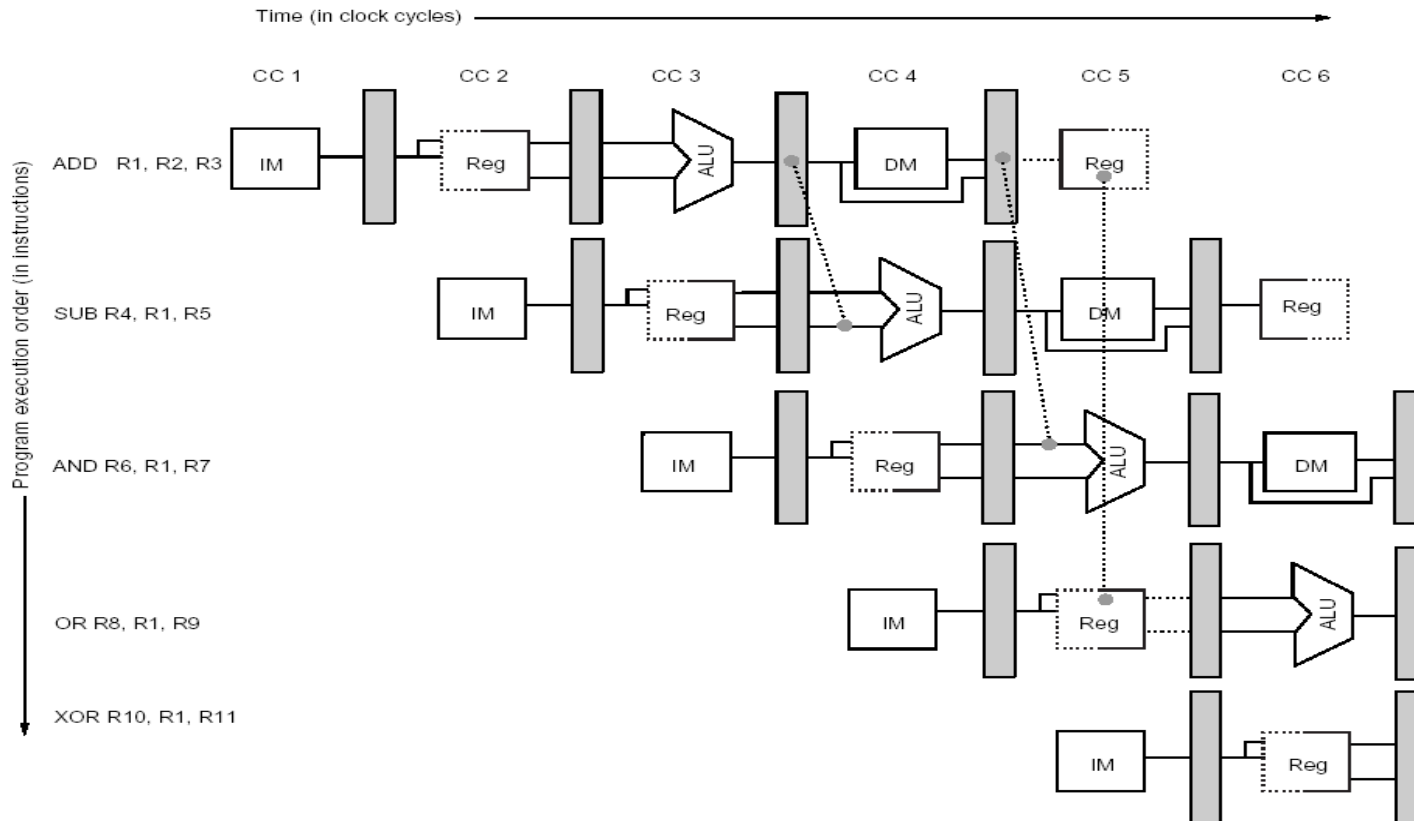 Time (in clock cycles)
CC 1 CC 2 CC 3 CC 4 CC 5 CC 6
Program execution order (in instructions)
ADD R1, R2, R3 IM Reg ALU DM Reg
SUB R4, R1, R5 IM Reg ALU DM Reg
AND R6, R1, R7 IM Reg ALU DM
OR R8, R1, R9 IM Reg ALU
XOR R10, R1, R11
IM Reg